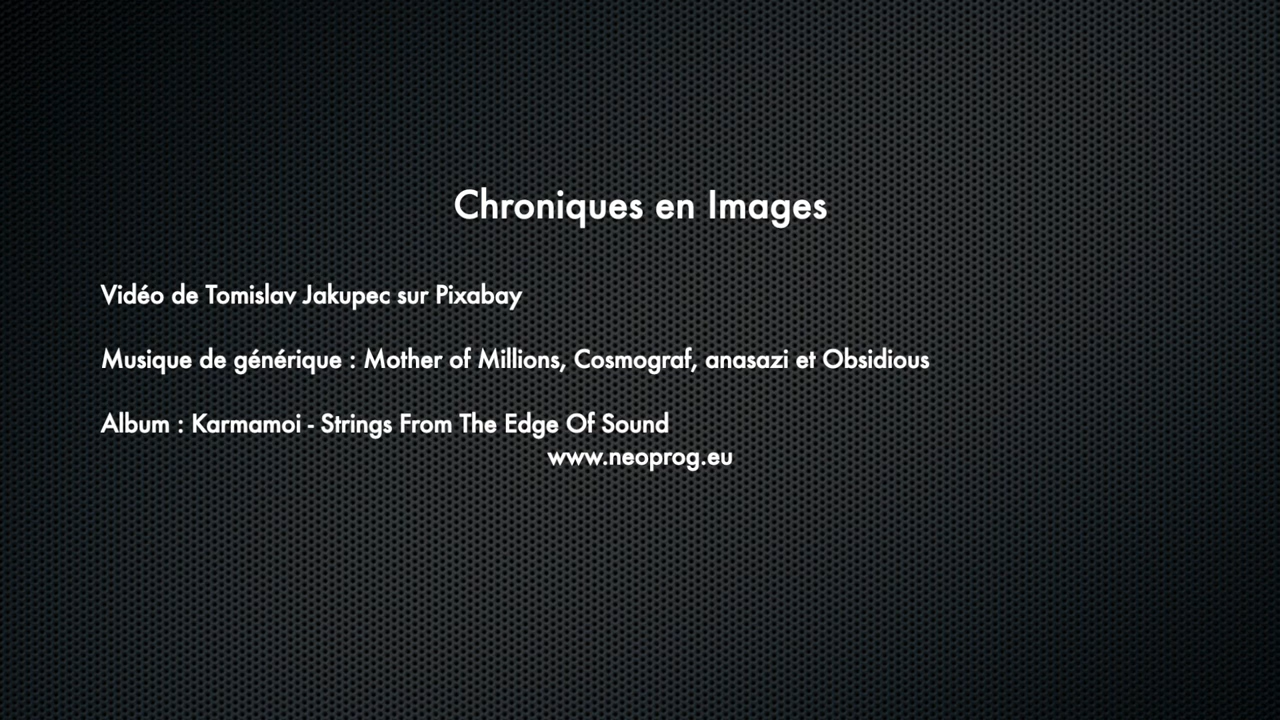 Chroniques en Images
Vidéo de Tomislav Jakupec sur Pixabay
Musique de générique : Mother of Millions, Cosmograf, anasazi et Obsidious
Album : Karmamoi - Strings From The Edge Of Sound
www.neoprog.eu